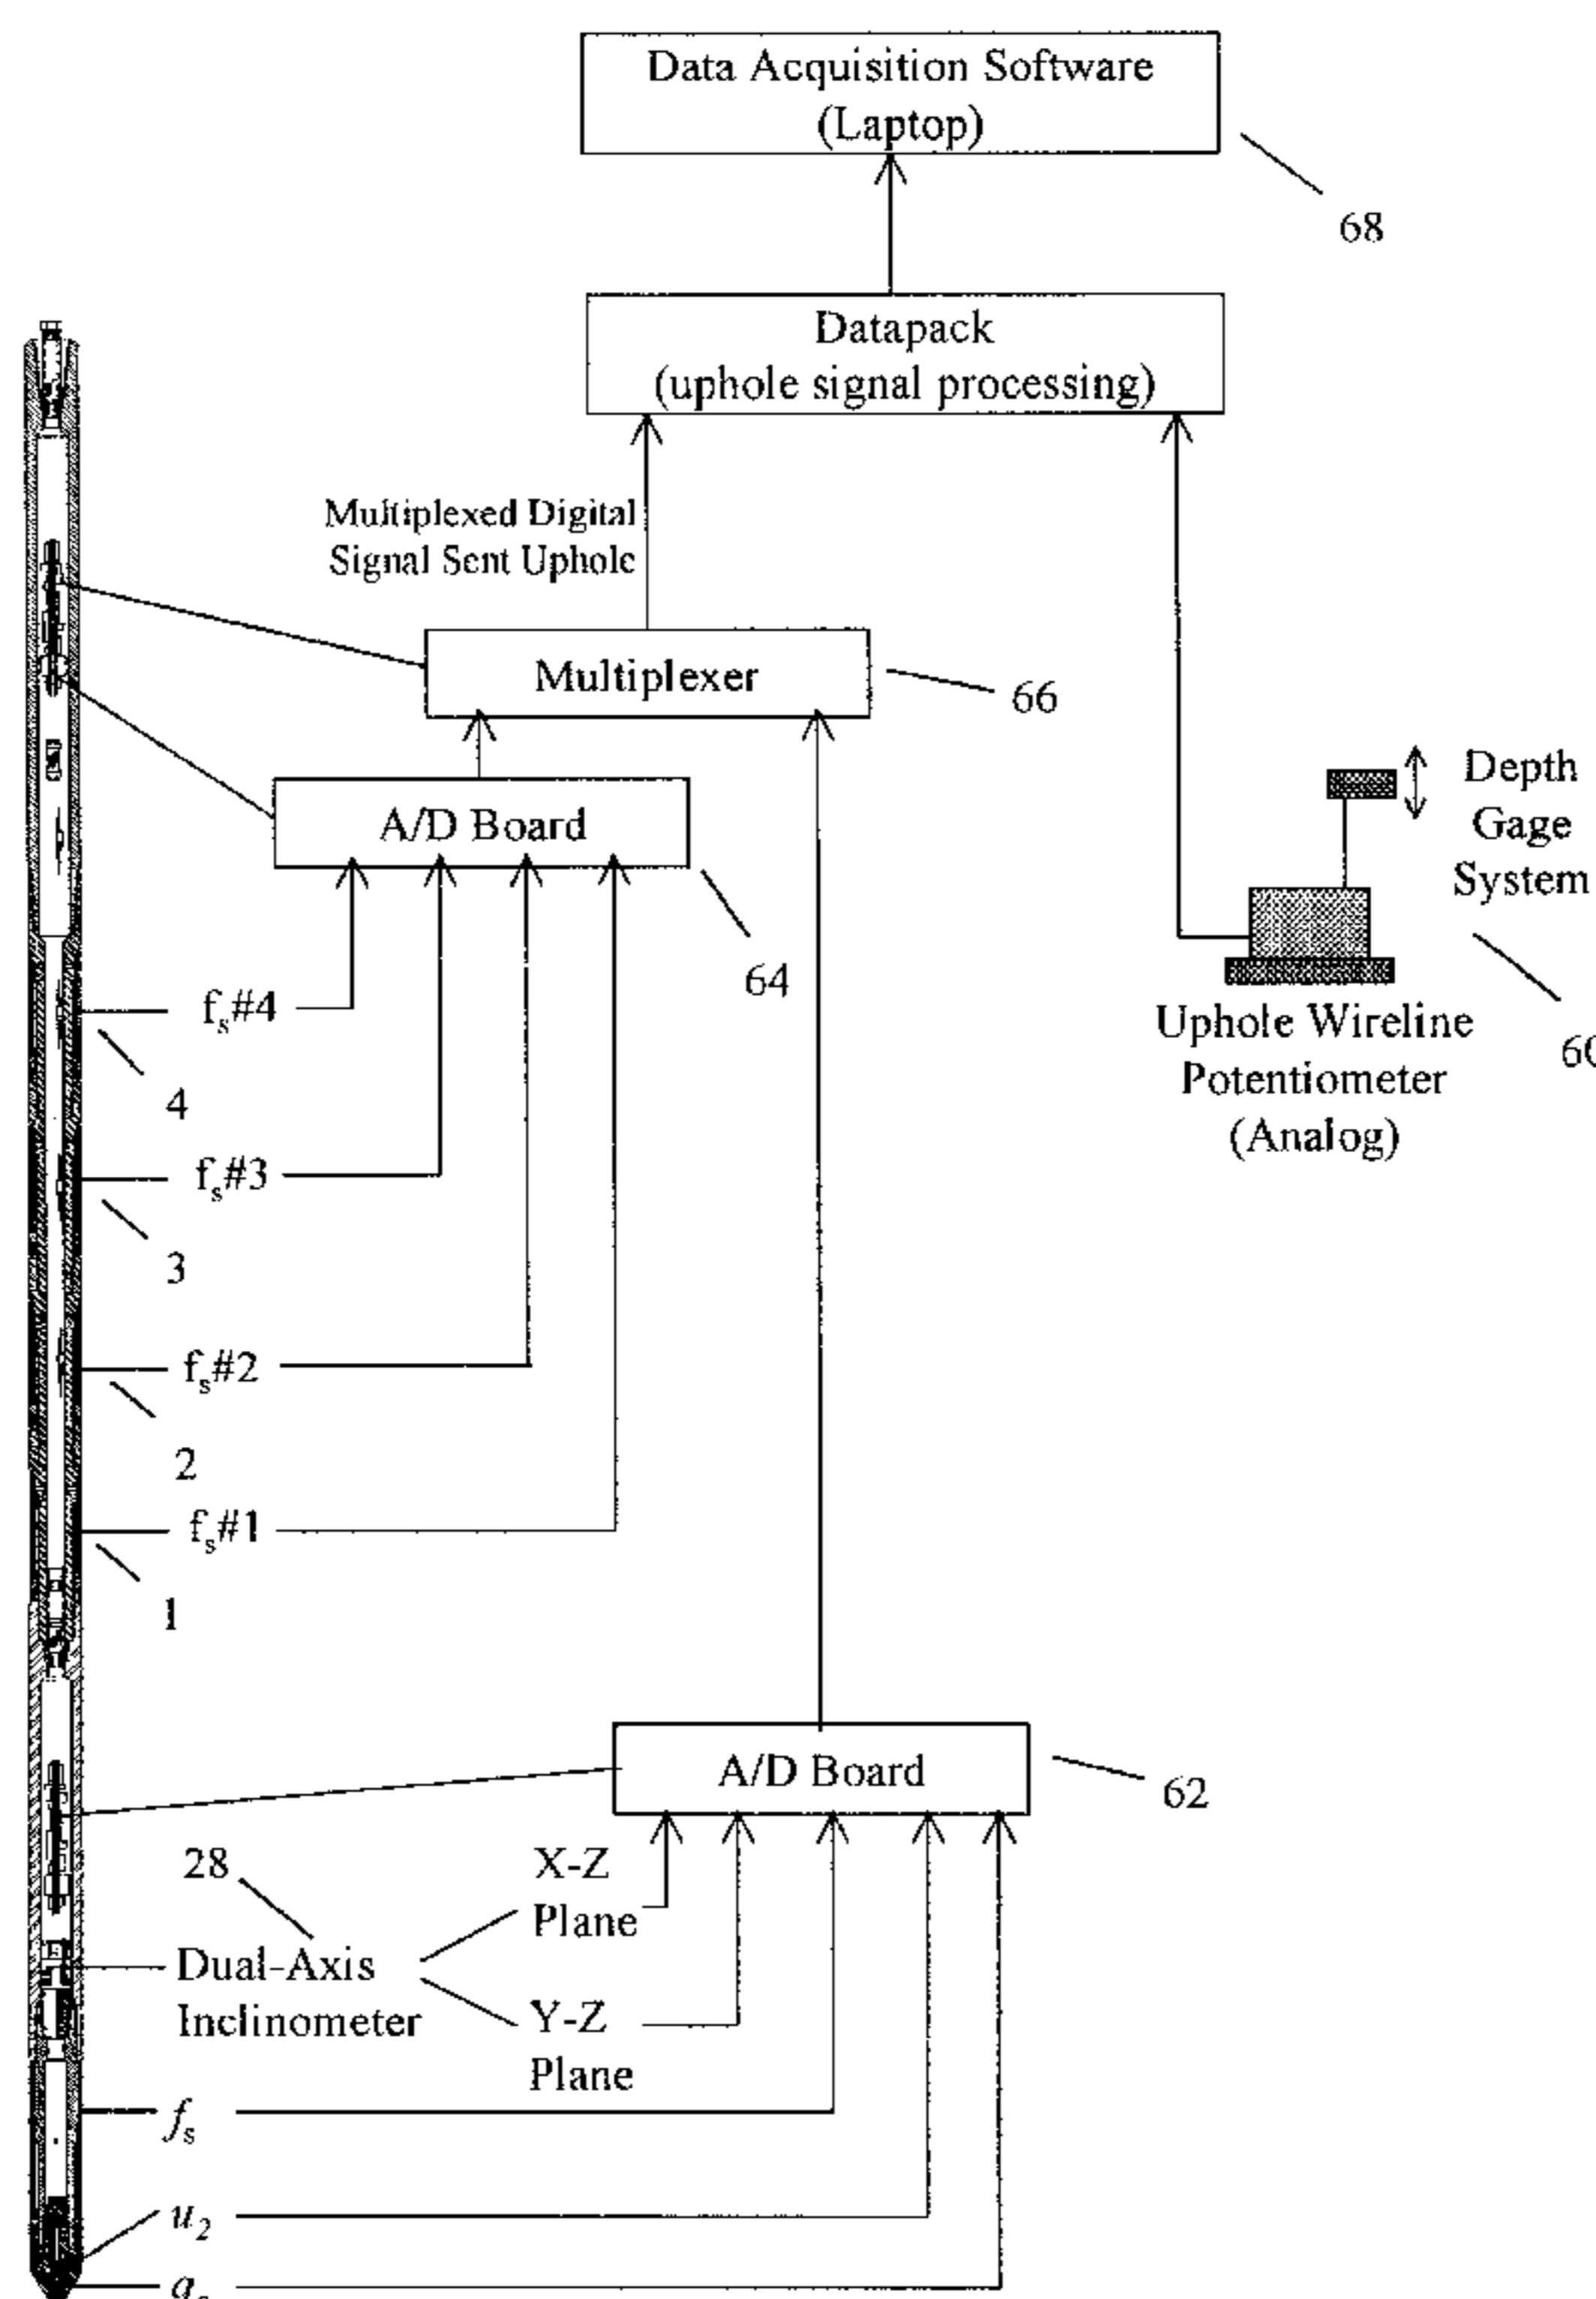 Data Acquisition Software
(Laptop)
68
Datapack
(uphole signal processing)
Multiplexed Digital
Signal Sent Uphole
Multiplexer
66
Depth
Gage
System
A/D Board
64
fs#4
4
Uphole Wireline
Potentiometer
(Analog)
fs#3
3
fs#2
2
fs#1
1
A/D Board
62
28
X-Z
Plane
Dual-Axis
Inclinometer
Y-Z
Plane
fs
u2